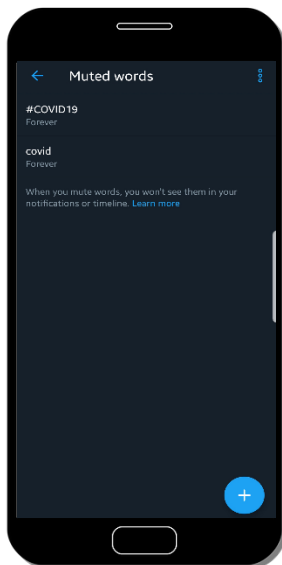 Muted words
#COVID19
Forever
covid
Forever
When you mute words, you won't see them in your
notifications or timeline. Learn more